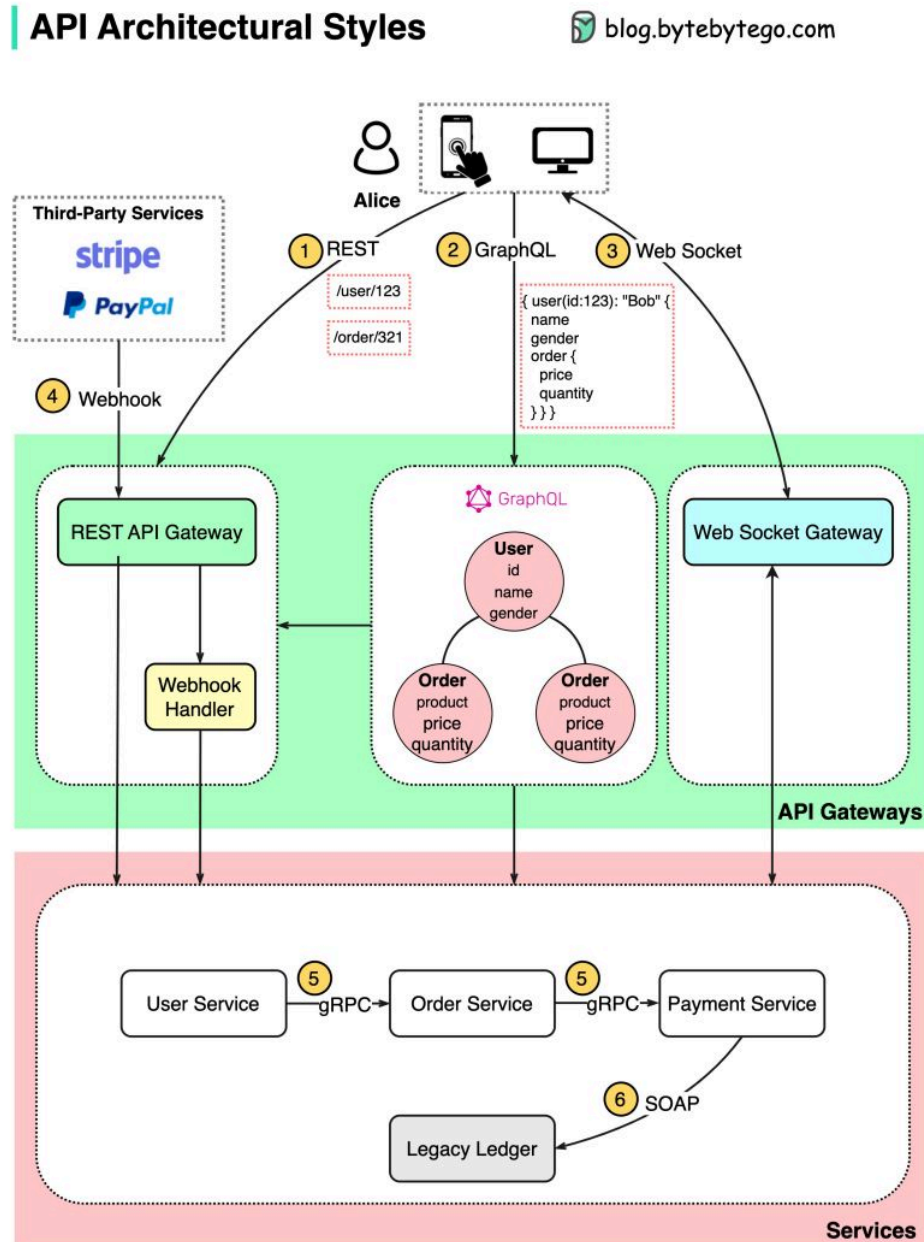 API Architectural Styles
blog.bytebytego.com
Alice
Third-Party Services
stripe
PayPal
1 REST
/user/123
/order/321
2 GraphQL
{ user(id:123): "Bob" {
name
gender
order {
price
quantity
} } }
3 Web Socket
4 Webhook
REST API Gateway
Webhook
Handler
GraphQL
User
id
name
gender
Order
product
price
quantity
Order
product
price
quantity
Web Socket Gateway
API Gateways
User Service
5
gRPC
Order Service
5
gRPC
Payment Service
6 SOAP
Legacy Ledger
Services